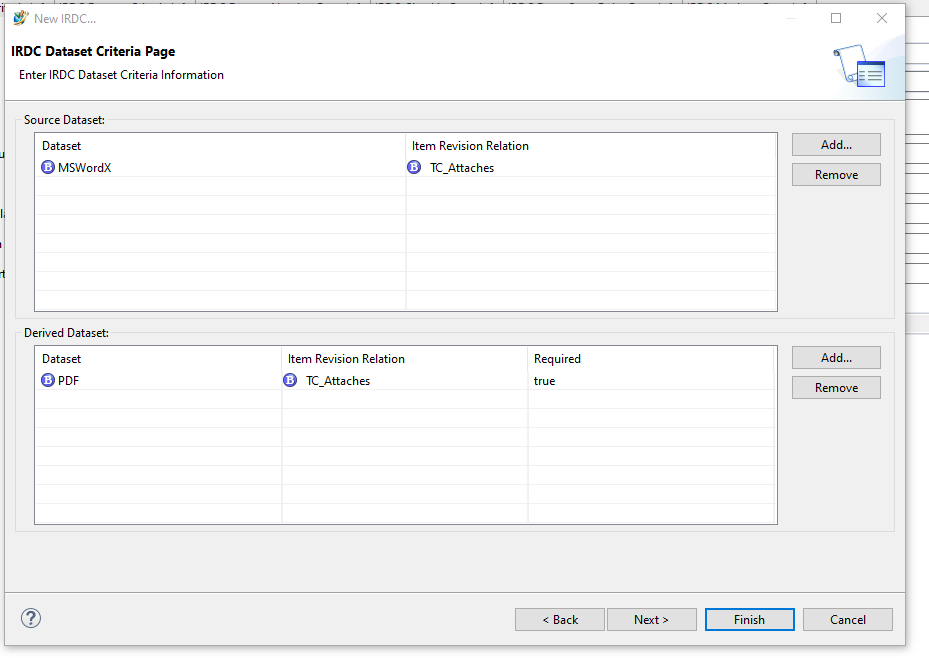 New IRDC...
IRDC Dataset Criteria Page
Enter IRDC Dataset Criteria Information
Source Dataset:
Dataset Item Revision Relation
B MSWordX B TC_Attaches
Add...
Remove
Derived Dataset:
Dataset Item Revision Relation Required
B PDF B TC_Attaches true
Add...
Remove
?
< Back Next > Finish Cancel